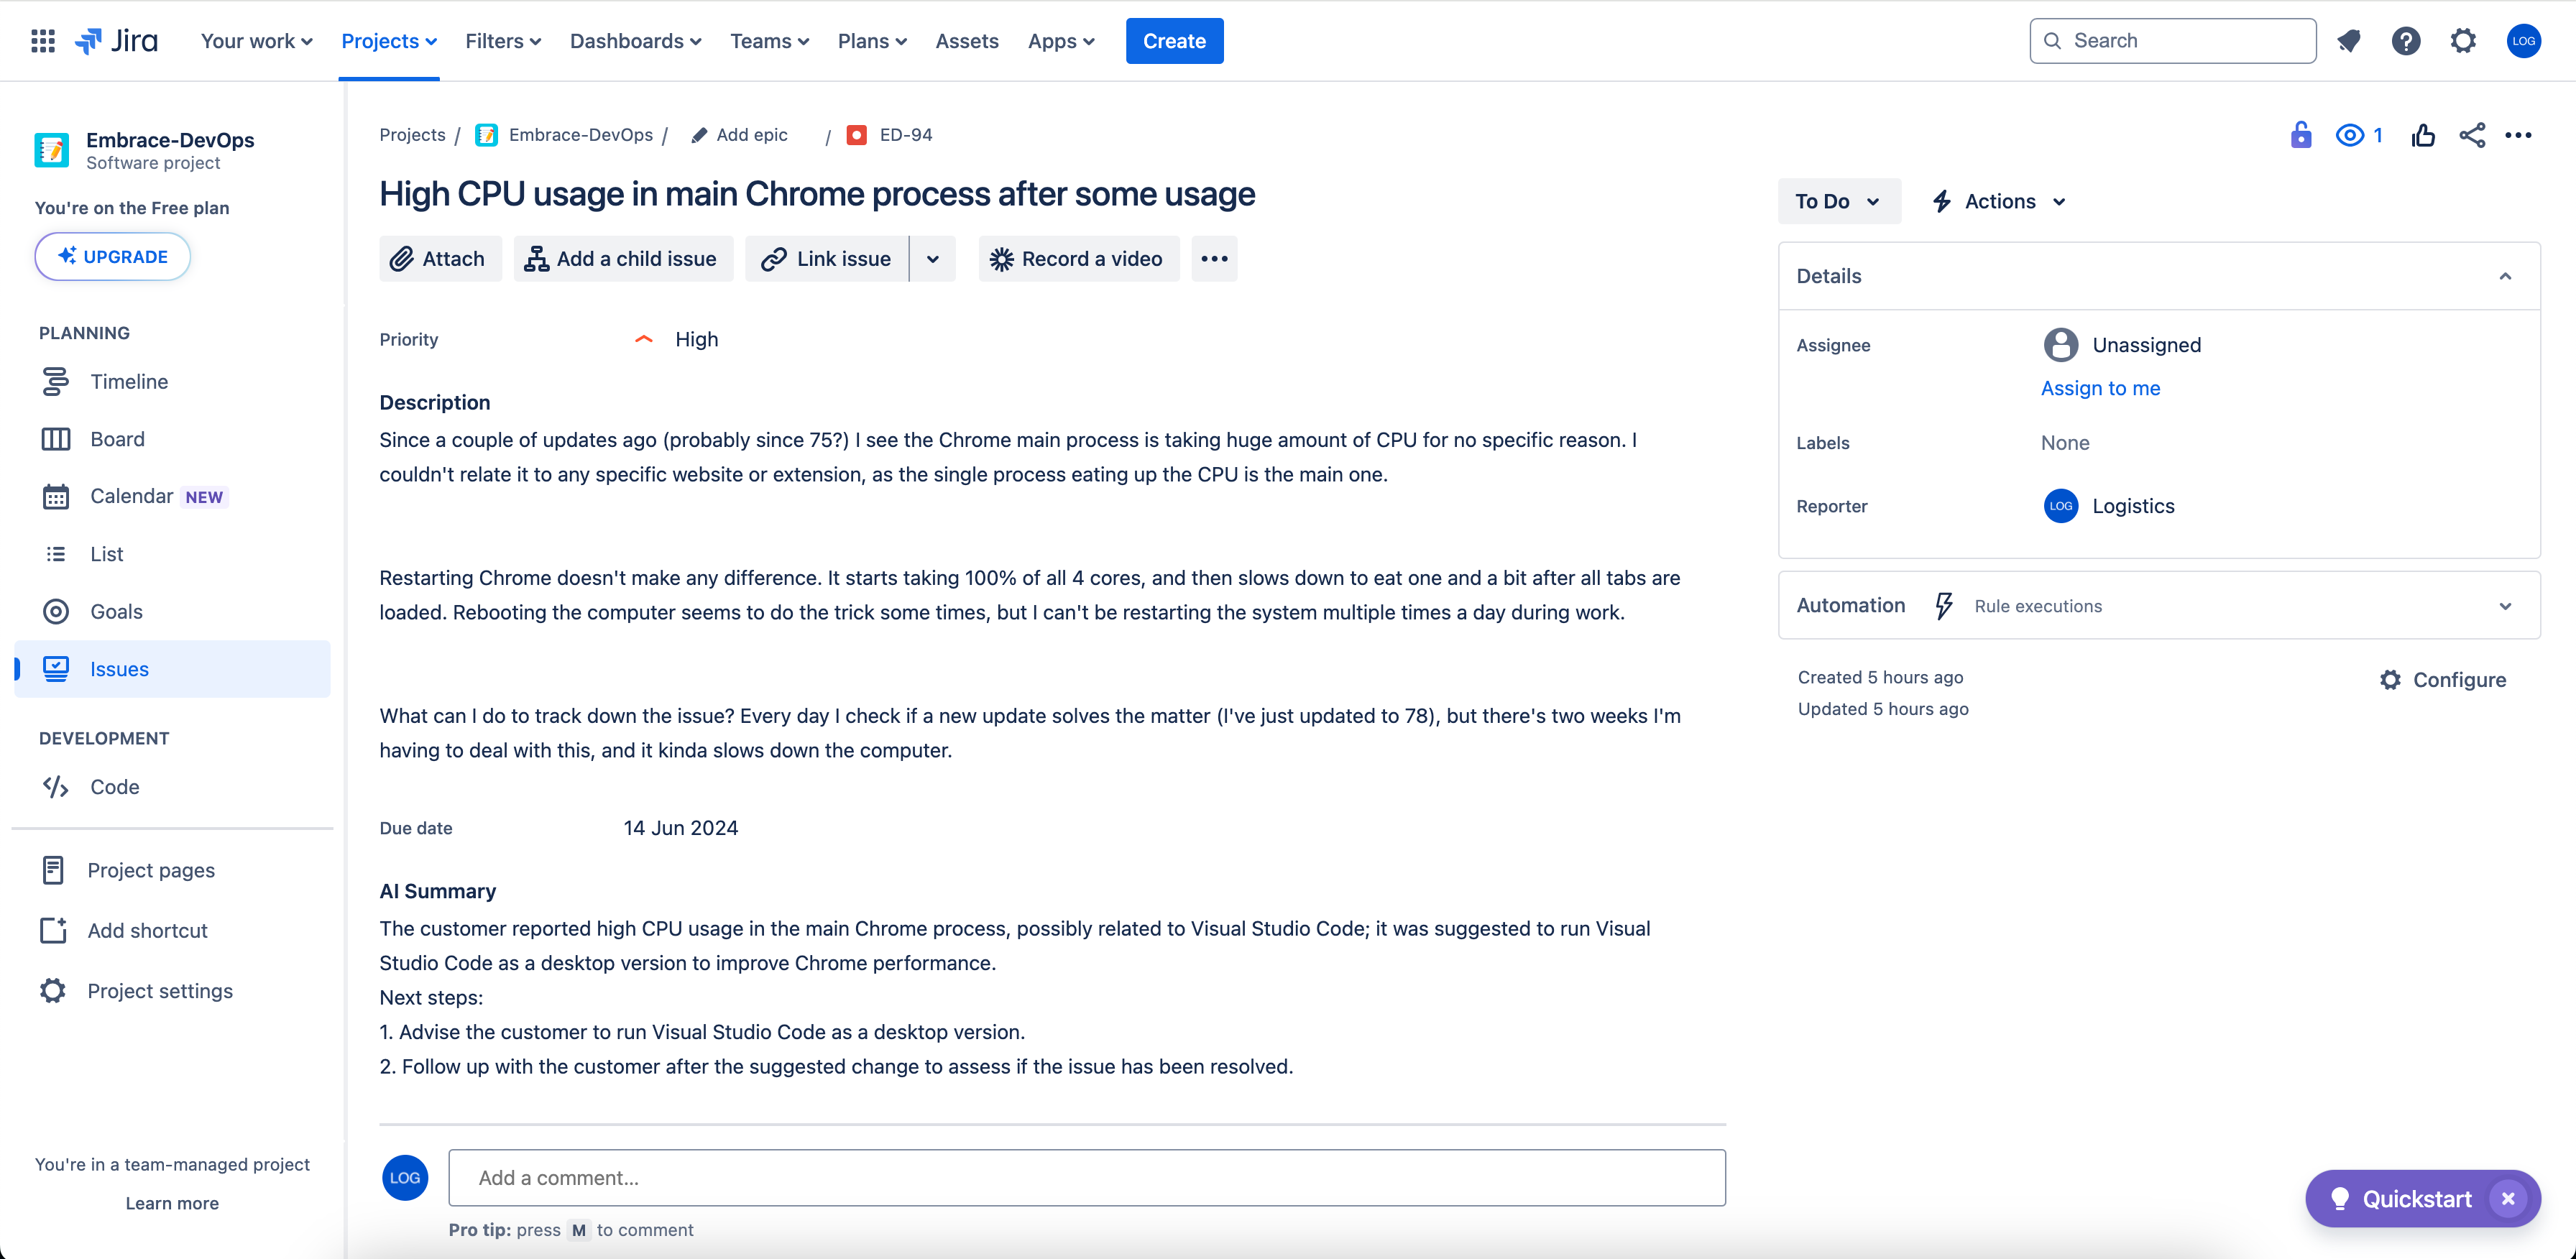 Jira
Your work
Projects
Filters
Dashboards
Teams
Plans
Assets
Apps
Create
Search
LOG
Embrace-DevOps
Software project
You're on the Free plan
UPGRADE
PLANNING
Timeline
Board
Calendar NEW
List
Goals
Issues
DEVELOPMENT
Code
Project pages
Add shortcut
Project settings
You're in a team-managed project
Learn more
Projects / Embrace-DevOps / Add epic / ED-94
High CPU usage in main Chrome process after some usage
Attach
Add a child issue
Link issue
Record a video
Priority High
Description
Since a couple of updates ago (probably since 75?) I see the Chrome main process is taking huge amount of CPU for no specific reason. I
couldn't relate it to any specific website or extension, as the single process eating up the CPU is the main one.
Restarting Chrome doesn't make any difference. It starts taking 100% of all 4 cores, and then slows down to eat one and a bit after all tabs are
loaded. Rebooting the computer seems to do the trick some times, but I can't be restarting the system multiple times a day during work.
What can I do to track down the issue? Every day I check if a new update solves the matter (I've just updated to 78), but there's two weeks I'm
having to deal with this, and it kinda slows down the computer.
Due date 14 Jun 2024
AI Summary
The customer reported high CPU usage in the main Chrome process, possibly related to Visual Studio Code; it was suggested to run Visual
Studio Code as a desktop version to improve Chrome performance.
Next steps:
1. Advise the customer to run Visual Studio Code as a desktop version.
2. Follow up with the customer after the suggested change to assess if the issue has been resolved.
LOG
Add a comment...
Pro tip: press M to comment
1
To Do
Actions
Details
Assignee Unassigned
Assign to me
Labels None
Reporter LOG Logistics
Automation Rule executions
Created 5 hours ago
Updated 5 hours ago
Configure
Quickstart